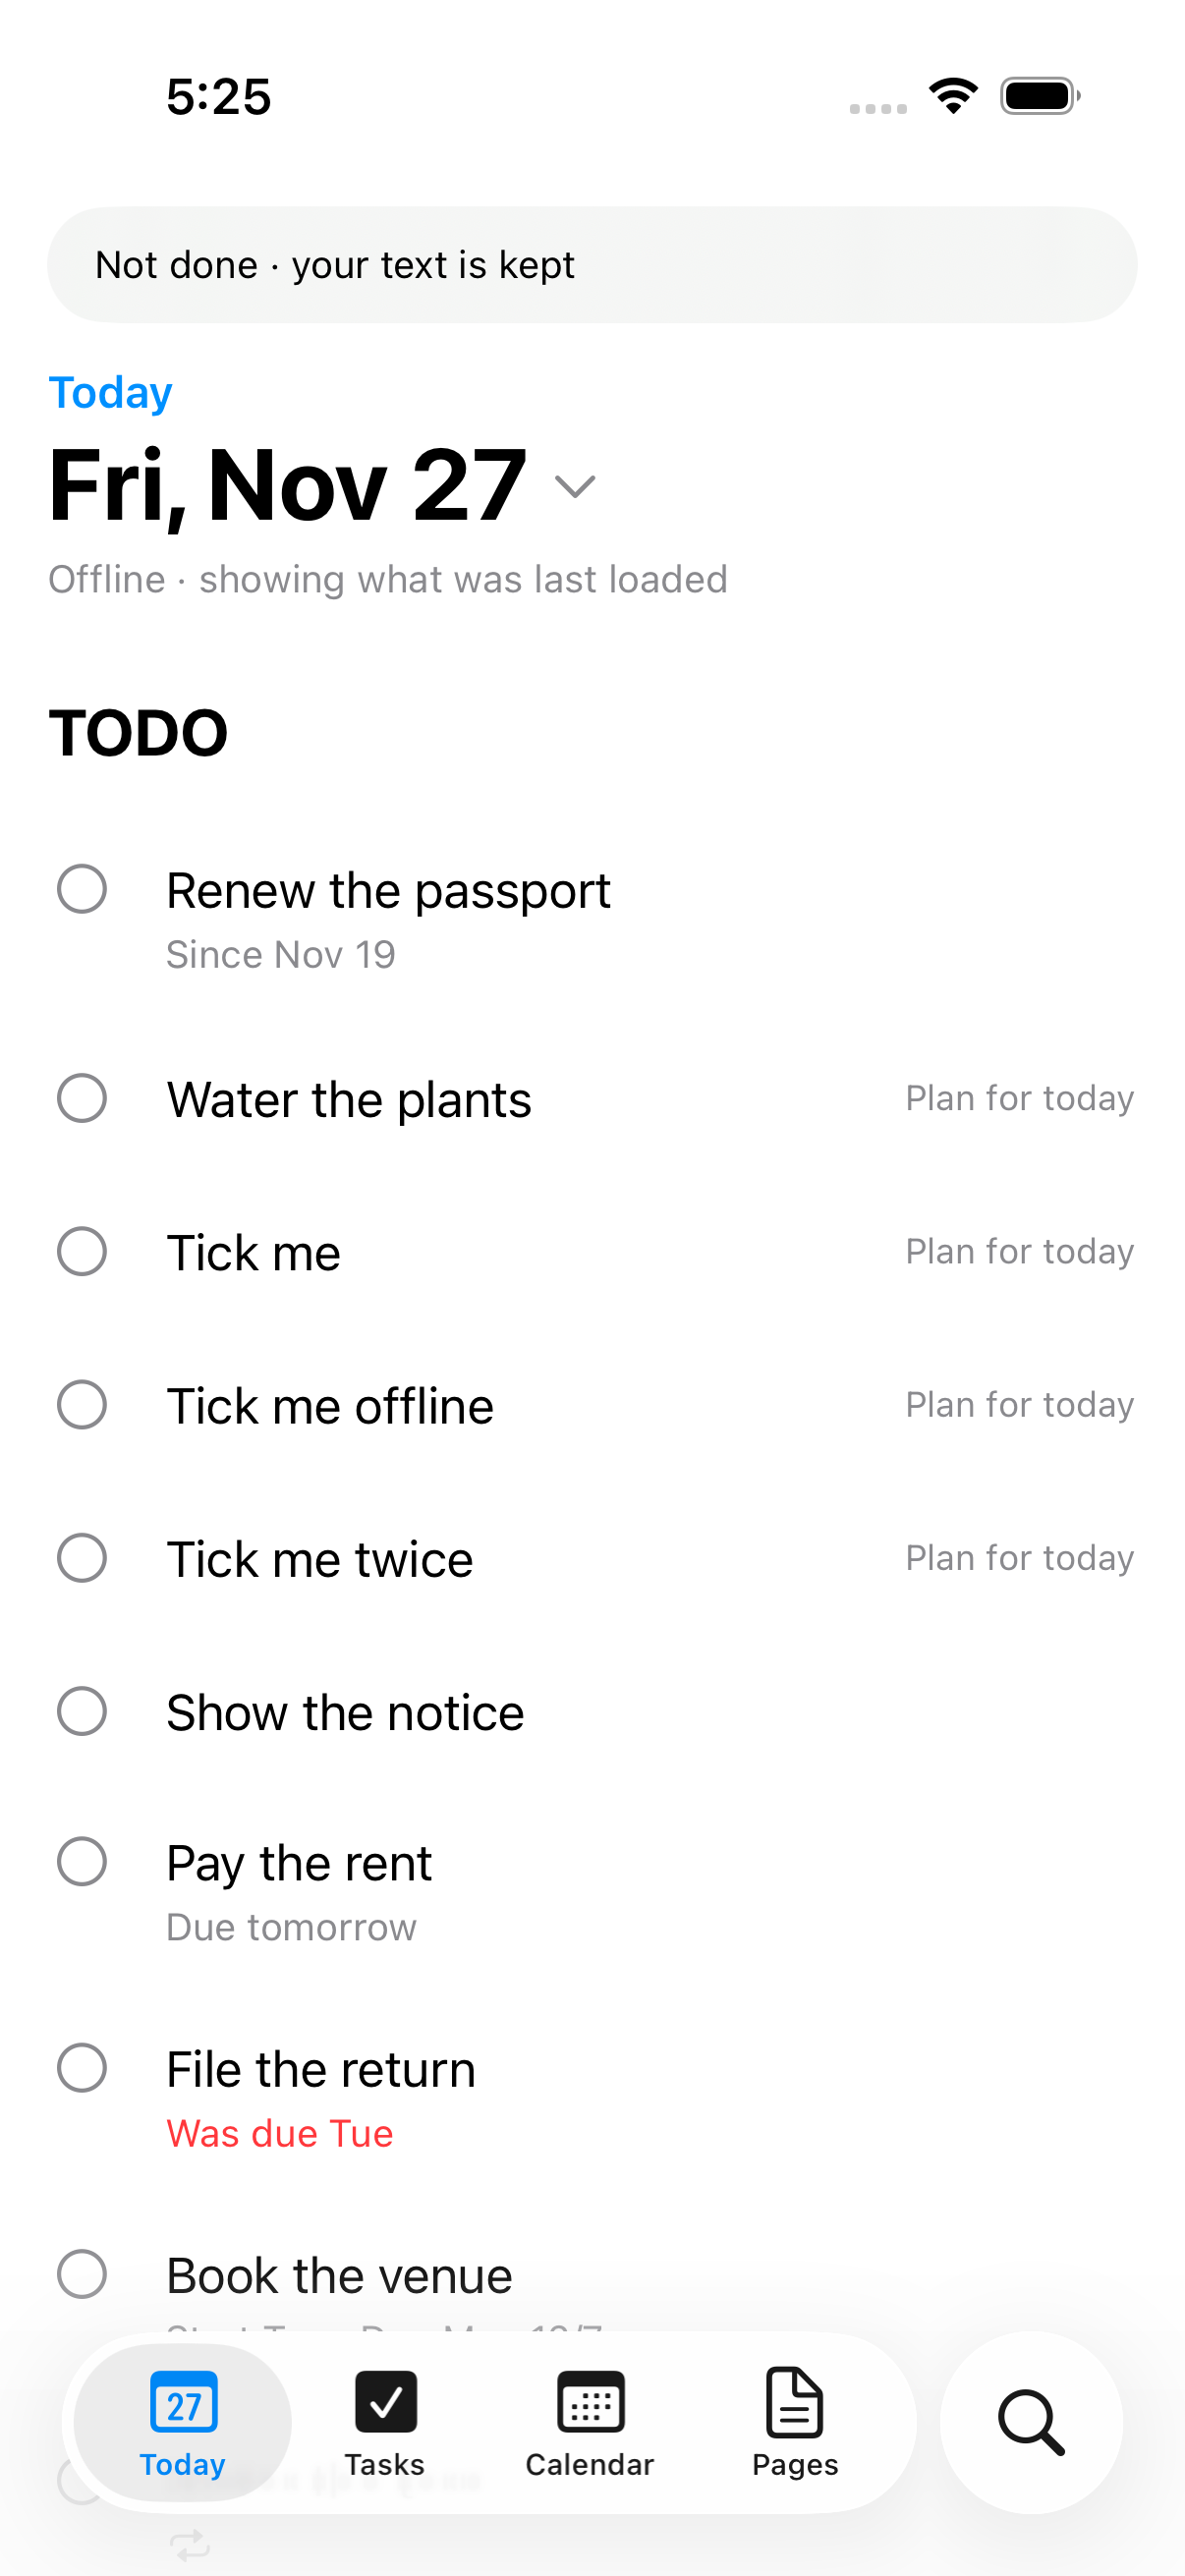 5:25
Not done · your text is kept
Today
Fri, Nov 27
Offline · showing what was last loaded
TODO
Renew the passport
Since Nov 19
Water the plants
Plan for today
Tick me
Plan for today
Tick me offline
Plan for today
Tick me twice
Plan for today
Show the notice
Pay the rent
Due tomorrow
File the return
Was due Tue
Book the venue
27
Today
Tasks
Calendar
Pages